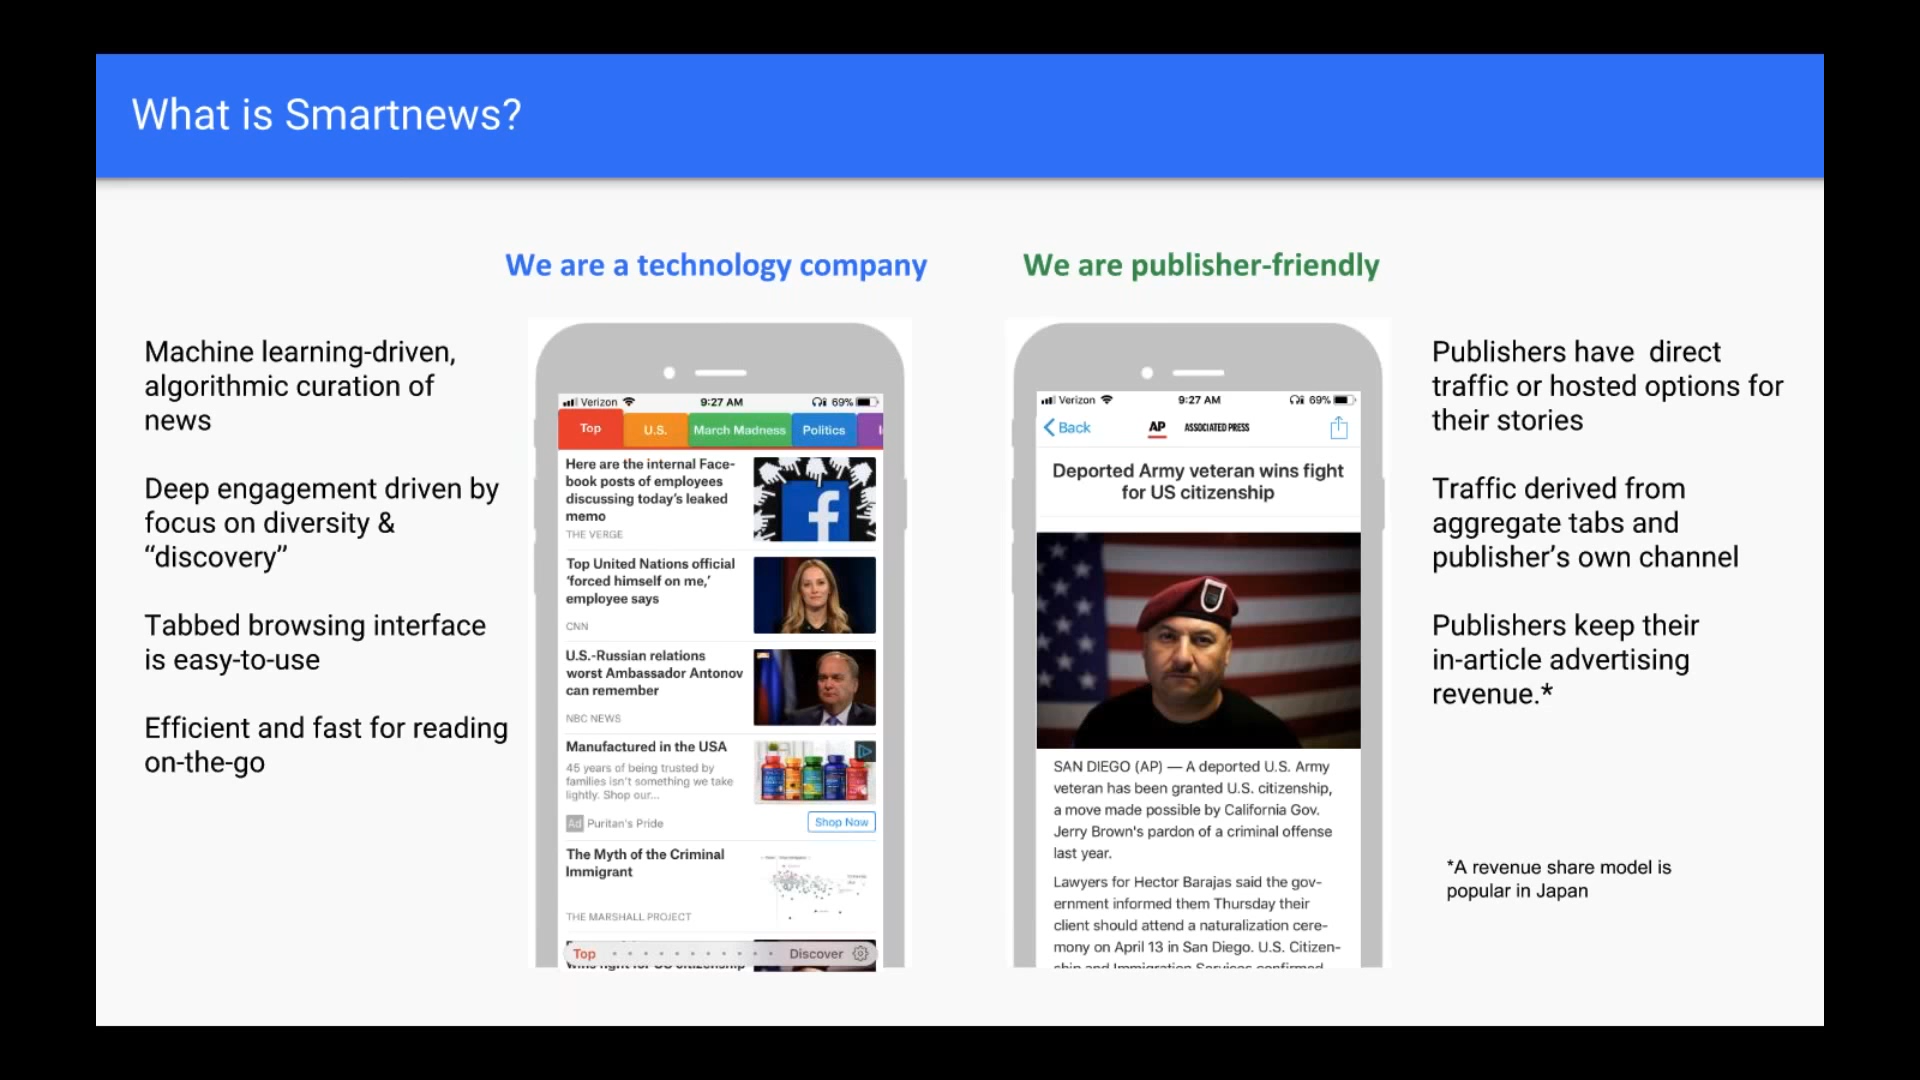 What is Smartnews?
We are a technology company
We are publisher-friendly
Machine learning-driven,
algorithmic curation of
news
Deep engagement driven by
focus on diversity &
“discovery”
Tabbed browsing interface
is easy-to-use
Efficient and fast for reading
on-the-go
Verizon 9:27 AM 69%
Top U.S. March Madness Politics
Here are the internal Face-
book posts of employees
discussing today’s leaked
memo
THE VERGE
Top United Nations official
‘forced himself on me,’
employee says
CNN
U.S.-Russian relations
worst Ambassador Antonov
can remember
NBC NEWS
Manufactured in the USA
45 years of being trusted by
families isn't something we take
lightly. Shop our...
Ad Puritan's Pride
Shop Now
The Myth of the Criminal
Immigrant
THE MARSHALL PROJECT
Top Discover
wins fight for US citizenship
Verizon 9:27 AM 69%
Back AP ASSOCIATED PRESS
Deported Army veteran wins fight
for US citizenship
SAN DIEGO (AP) — A deported U.S. Army
veteran has been granted U.S. citizenship,
a move made possible by California Gov.
Jerry Brown's pardon of a criminal offense
last year.
Lawyers for Hector Barajas said the gov-
ernment informed them Thursday their
client should attend a naturalization cere-
mony on April 13 in San Diego. U.S. Citizen-
ship and Immigration Services confirmed
Publishers have direct
traffic or hosted options for
their stories
Traffic derived from
aggregate tabs and
publisher’s own channel
Publishers keep their
in-article advertising
revenue.*
*A revenue share model is
popular in Japan